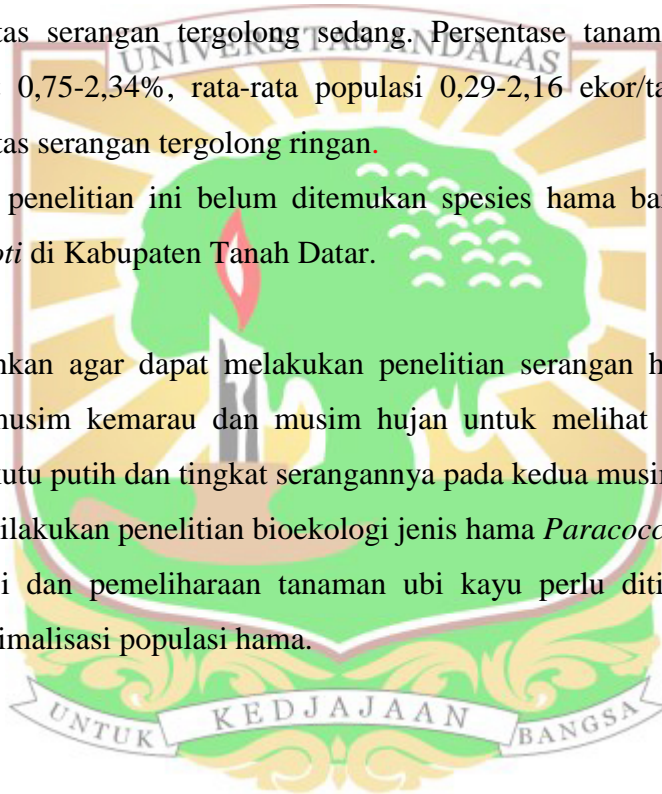 tas serangan tergolong sedang. Persentase tanam
UNIVERSITAS ANDALAS
0,75-2,34%, rata-rata populasi 0,29-2,16 ekor/ta
tas serangan tergolong ringan.
penelitian ini belum ditemukan spesies hama ba
oti di Kabupaten Tanah Datar.
nkan agar dapat melakukan penelitian serangan h
musim kemarau dan musim hujan untuk melihat
kutu putih dan tingkat serangannya pada kedua musi
ilakukan penelitian bioekologi jenis hama Paracocc
i dan pemeliharaan tanaman ubi kayu perlu diti
imalisasi populasi hama.
UNTUK KEDJAJAAN BANGSA